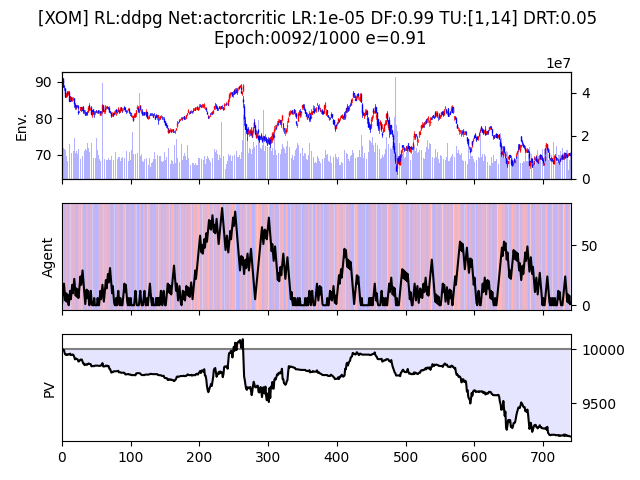 [XOM] RL:ddpg Net:actorcritic LR:1e-05 DF:0.99 TU:[1,14] DRT:0.05
Epoch:0092/1000 e=0.91
1e7
90
80
70
Env.
4
2
0
Agent
50
0
PV
10000
9500
0 100 200 300 400 500 600 700